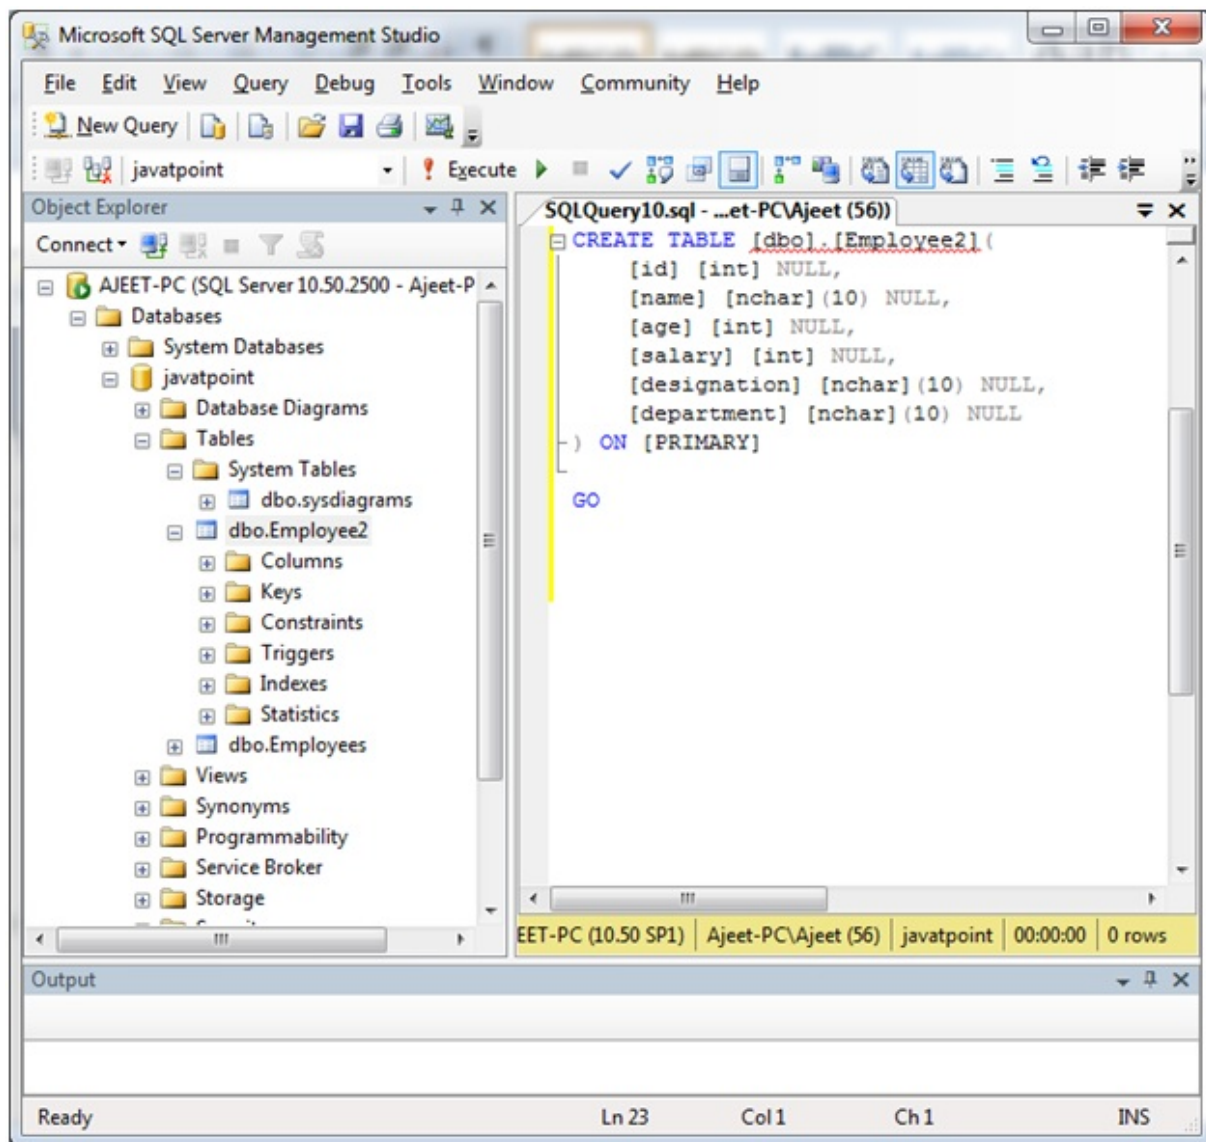 Microsoft SQL Server Management Studio
File Edit View Query Debug Tools Window Community Help
New Query
javatpoint Execute
Object Explorer
Connect
AJEET-PC (SQL Server 10.50.2500 - Ajeet-P
Databases
System Databases
javatpoint
Database Diagrams
Tables
System Tables
dbo.sysdiagrams
dbo.Employee2
Columns
Keys
Constraints
Triggers
Indexes
Statistics
dbo.Employees
Views
Synonyms
Programmability
Service Broker
Storage
SQLQuery10.sql - ...et-PC\Ajeet (56))
CREATE TABLE [dbo].[Employee2](
[id] [int] NULL,
[name] [nchar](10) NULL,
[age] [int] NULL,
[salary] [int] NULL,
[designation] [nchar](10) NULL,
[department] [nchar](10) NULL
) ON [PRIMARY]
GO
EET-PC (10.50 SP1) Ajeet-PC\Ajeet (56) javatpoint 00:00:00 0 rows
Output
Ready Ln 23 Col 1 Ch 1 INS